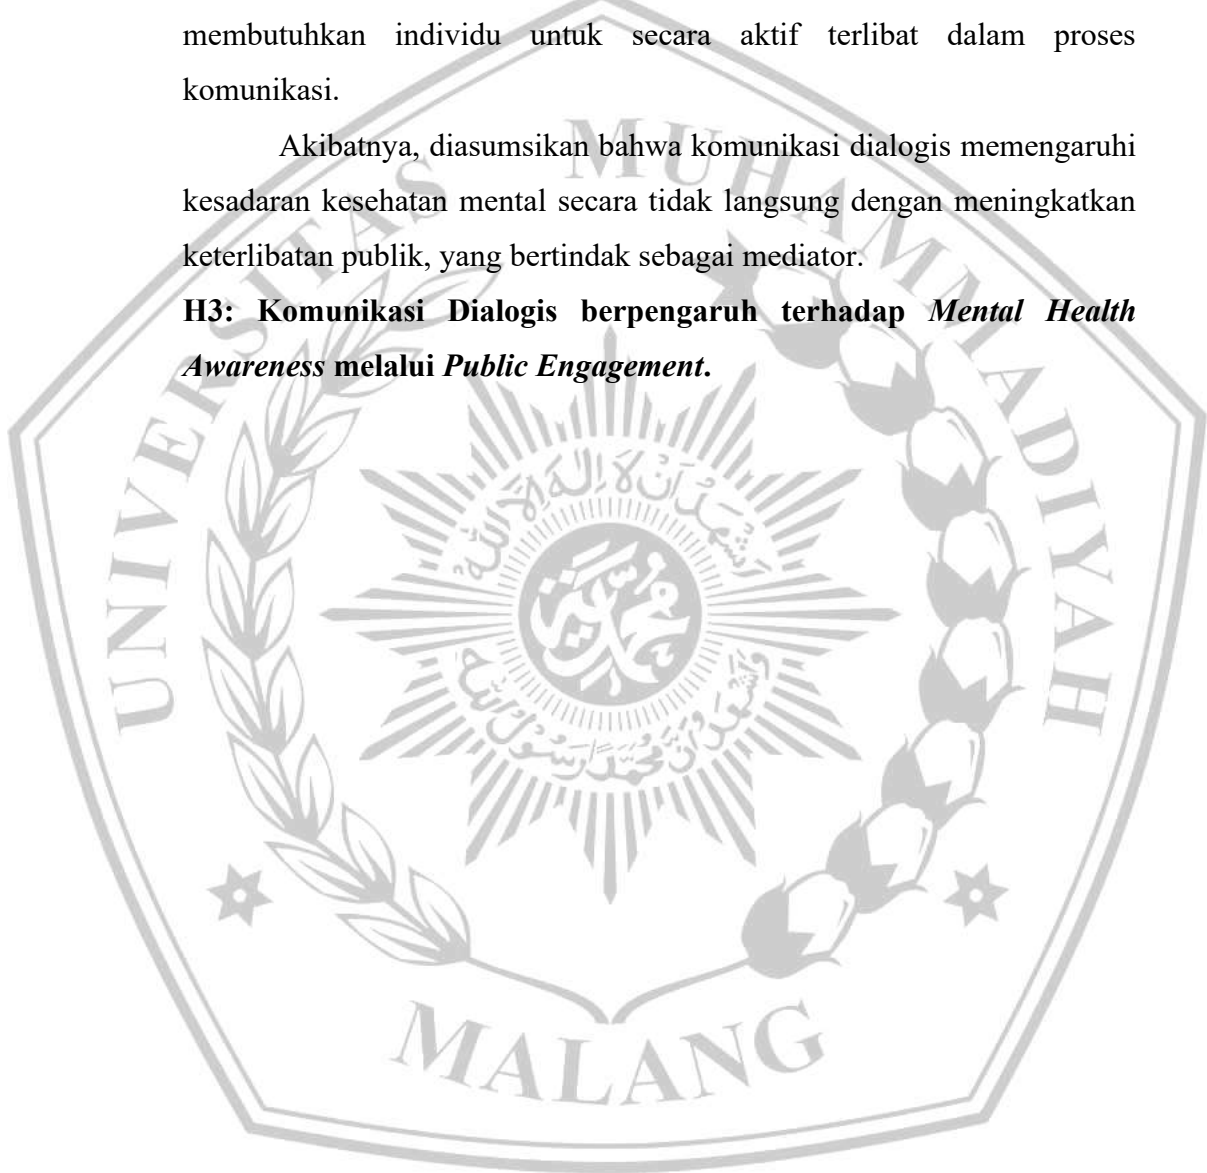 membutuhkan individu untuk secara aktif terlibat dalam proses
komunikasi.
Akibatnya, diasumsikan bahwa komunikasi dialogis memengaruhi
kesadaran kesehatan mental secara tidak langsung dengan meningkatkan
keterlibatan publik, yang bertindak sebagai mediator.
H3: Komunikasi Dialogis berpengaruh terhadap Mental Health
Awareness melalui Public Engagement.
UNIVERSITAS MUHAMMADIYAH
MALANG